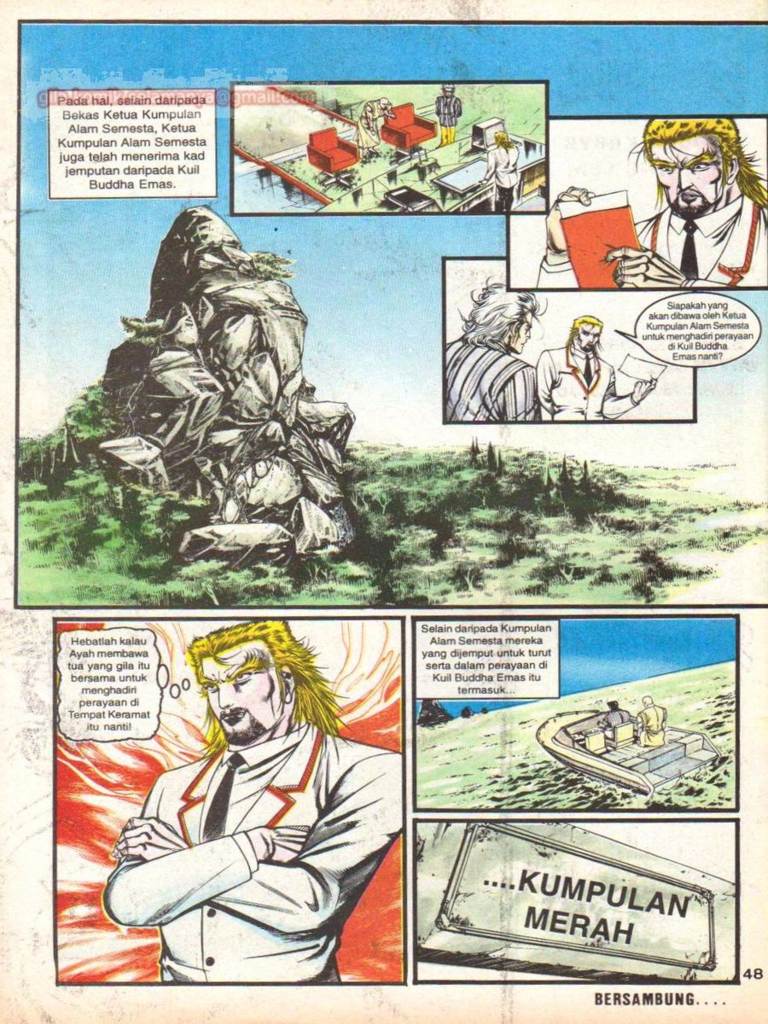 Pada hal, selain daripada
Bekas Ketua Kumpulan
Alam Semesta, Ketua
Kumpulan Alam Semesta
juga telah menerima kad
jemputan daripada Kuil
Buddha Emas.
Siapakah yang
akan dibawa oleh Ketua
Kumpulan Alam Semesta
untuk menghadiri perayaan
di Kuil Buddha
Emas nanti?
Hebatlah kalau
Ayah membawa
tua yang gila itu
bersama untuk
menghadiri
perayaan di
Tempat Keramat
itu nanti!
Selain daripada Kumpulan
Alam Semesta mereka
yang dijemput untuk turut
serta dalam perayaan di
Kuil Buddha Emas itu
termasuk...
....KUMPULAN
MERAH
48
BERSAMBUNG....